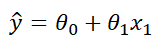 ŷ = θ₀ + θ₁x₁